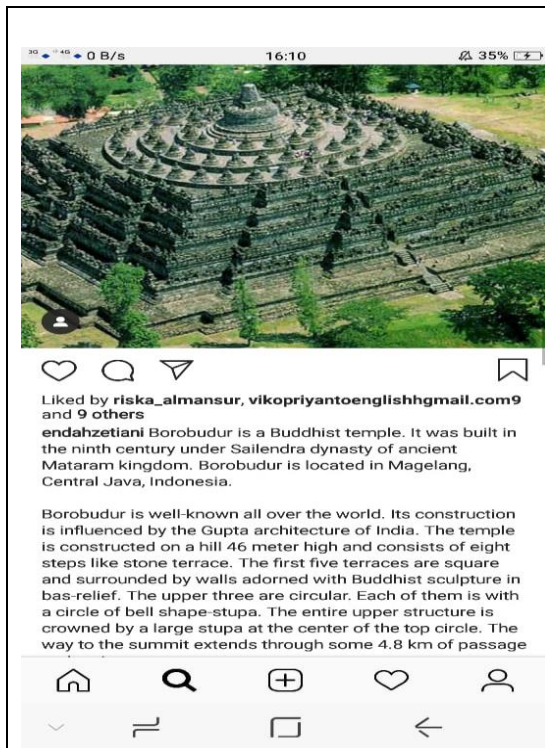 3G 4G 0 B/s 16:10 35%
Liked by riska_almansur, vikopriyantoenglishhgmail.com9
and 9 others
endahzetiani Borobudur is a Buddhist temple. It was built in
the ninth century under Sailendra dynasty of ancient
Mataram kingdom. Borobudur is located in Magelang,
Central Java, Indonesia.
Borobudur is well-known all over the world. Its construction
is influenced by the Gupta architecture of India. The temple
is constructed on a hill 46 meter high and consists of eight
steps like stone terrace. The first five terraces are square
and surrounded by walls adorned with Buddhist sculpture in
bas-relief. The upper three are circular. Each of them is with
a circle of bell shape-stupa. The entire upper structure is
crowned by a large stupa at the center of the top circle. The
way to the summit extends through some 4.8 km of passage